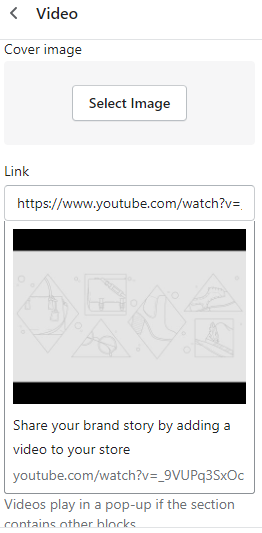 Video
Cover image
Select Image
Link
https://www.youtube.com/watch?v=_
Share your brand story by adding a
video to your store
youtube.com/watch?v=_9VUPq3SxOc
Videos play in a pop-up if the section
contains other blocks